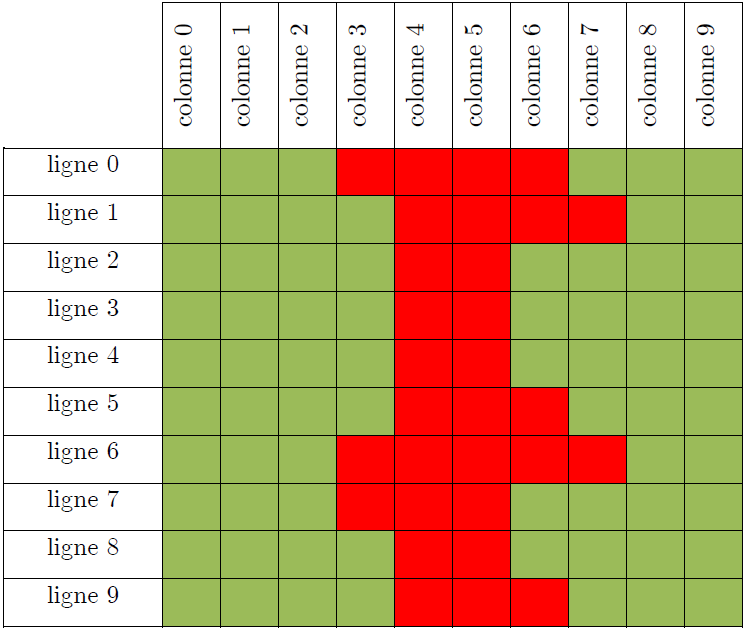 colonne 0
colonne 1
colonne 2
colonne 3
colonne 4
colonne 5
colonne 6
colonne 7
colonne 8
colonne 9
ligne 0
ligne 1
ligne 2
ligne 3
ligne 4
ligne 5
ligne 6
ligne 7
ligne 8
ligne 9